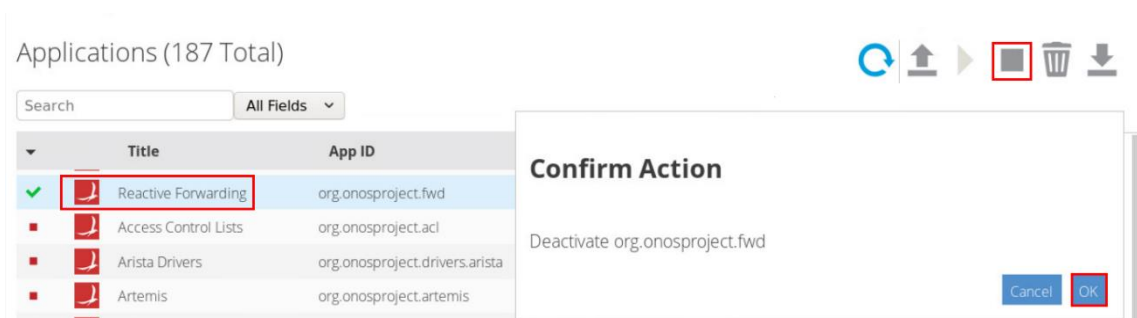 Applications (187 Total)
Search
All Fields
Title App ID
Reactive Forwarding org.onosproject.fwd
Access Control Lists org.onosproject.acl
Arista Drivers org.onosproject.drivers.arista
Artemis org.onosproject.artemis
Confirm Action
Deactivate org.onosproject.fwd
Cancel OK